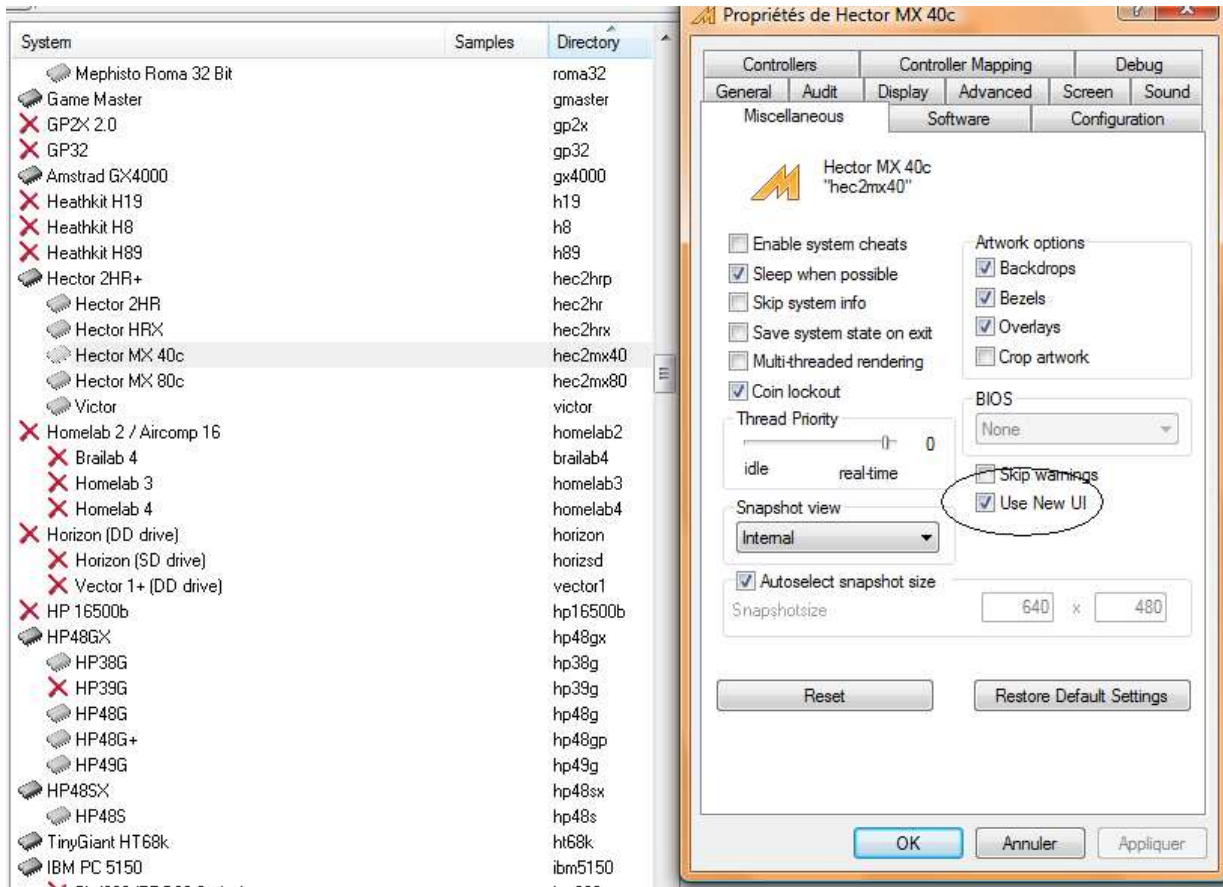 System Samples Directory
Mephisto Roma 32 Bit roma32
Game Master gmaster
GP2X 2.0 gp2x
GP32 gp32
Amstrad GX4000 gx4000
Heathkit H19 h19
Heathkit H8 h8
Heathkit H89 h89
Hector 2HR+ hec2hrp
Hector 2HR hec2hr
Hector HRX hec2hrx
Hector MX 40c hec2mx40
Hector MX 80c hec2mx80
Victor victor
Homelab 2 / Aircomp 16 homelab2
Brailab 4 brailab4
Homelab 3 homelab3
Homelab 4 homelab4
Horizon (DD drive) horizon
Horizon (SD drive) horizsd
Vector 1+ (DD drive) vector1
HP 16500b hp16500b
HP48GX hp48gx
HP38G hp38g
HP39G hp39g
HP48G hp48g
HP48G+ hp48gp
HP49G hp49g
HP48SX hp48sx
HP48S hp48s
TinyGiant HT68k ht68k
IBM PC 5150 ibm5150
Propriétés de Hector MX 40c
Controllers Controller Mapping Debug
General Audit Display Advanced Screen Sound
Miscellaneous Software Configuration
Hector MX 40c
"hec2mx40"
Enable system cheats
Sleep when possible
Skip system info
Save system state on exit
Multi-threaded rendering
Coin lockout
Artwork options
Backdrops
Bezels
Overlays
Crop artwork
Thread Priority
0
idle real-time
BIOS
None
Skip warnings
Use New UI
Snapshot view
Internal
Autoselect snapshot size
Snapshotsize 640 x 480
Reset Restore Default Settings
OK Annuler Appliquer